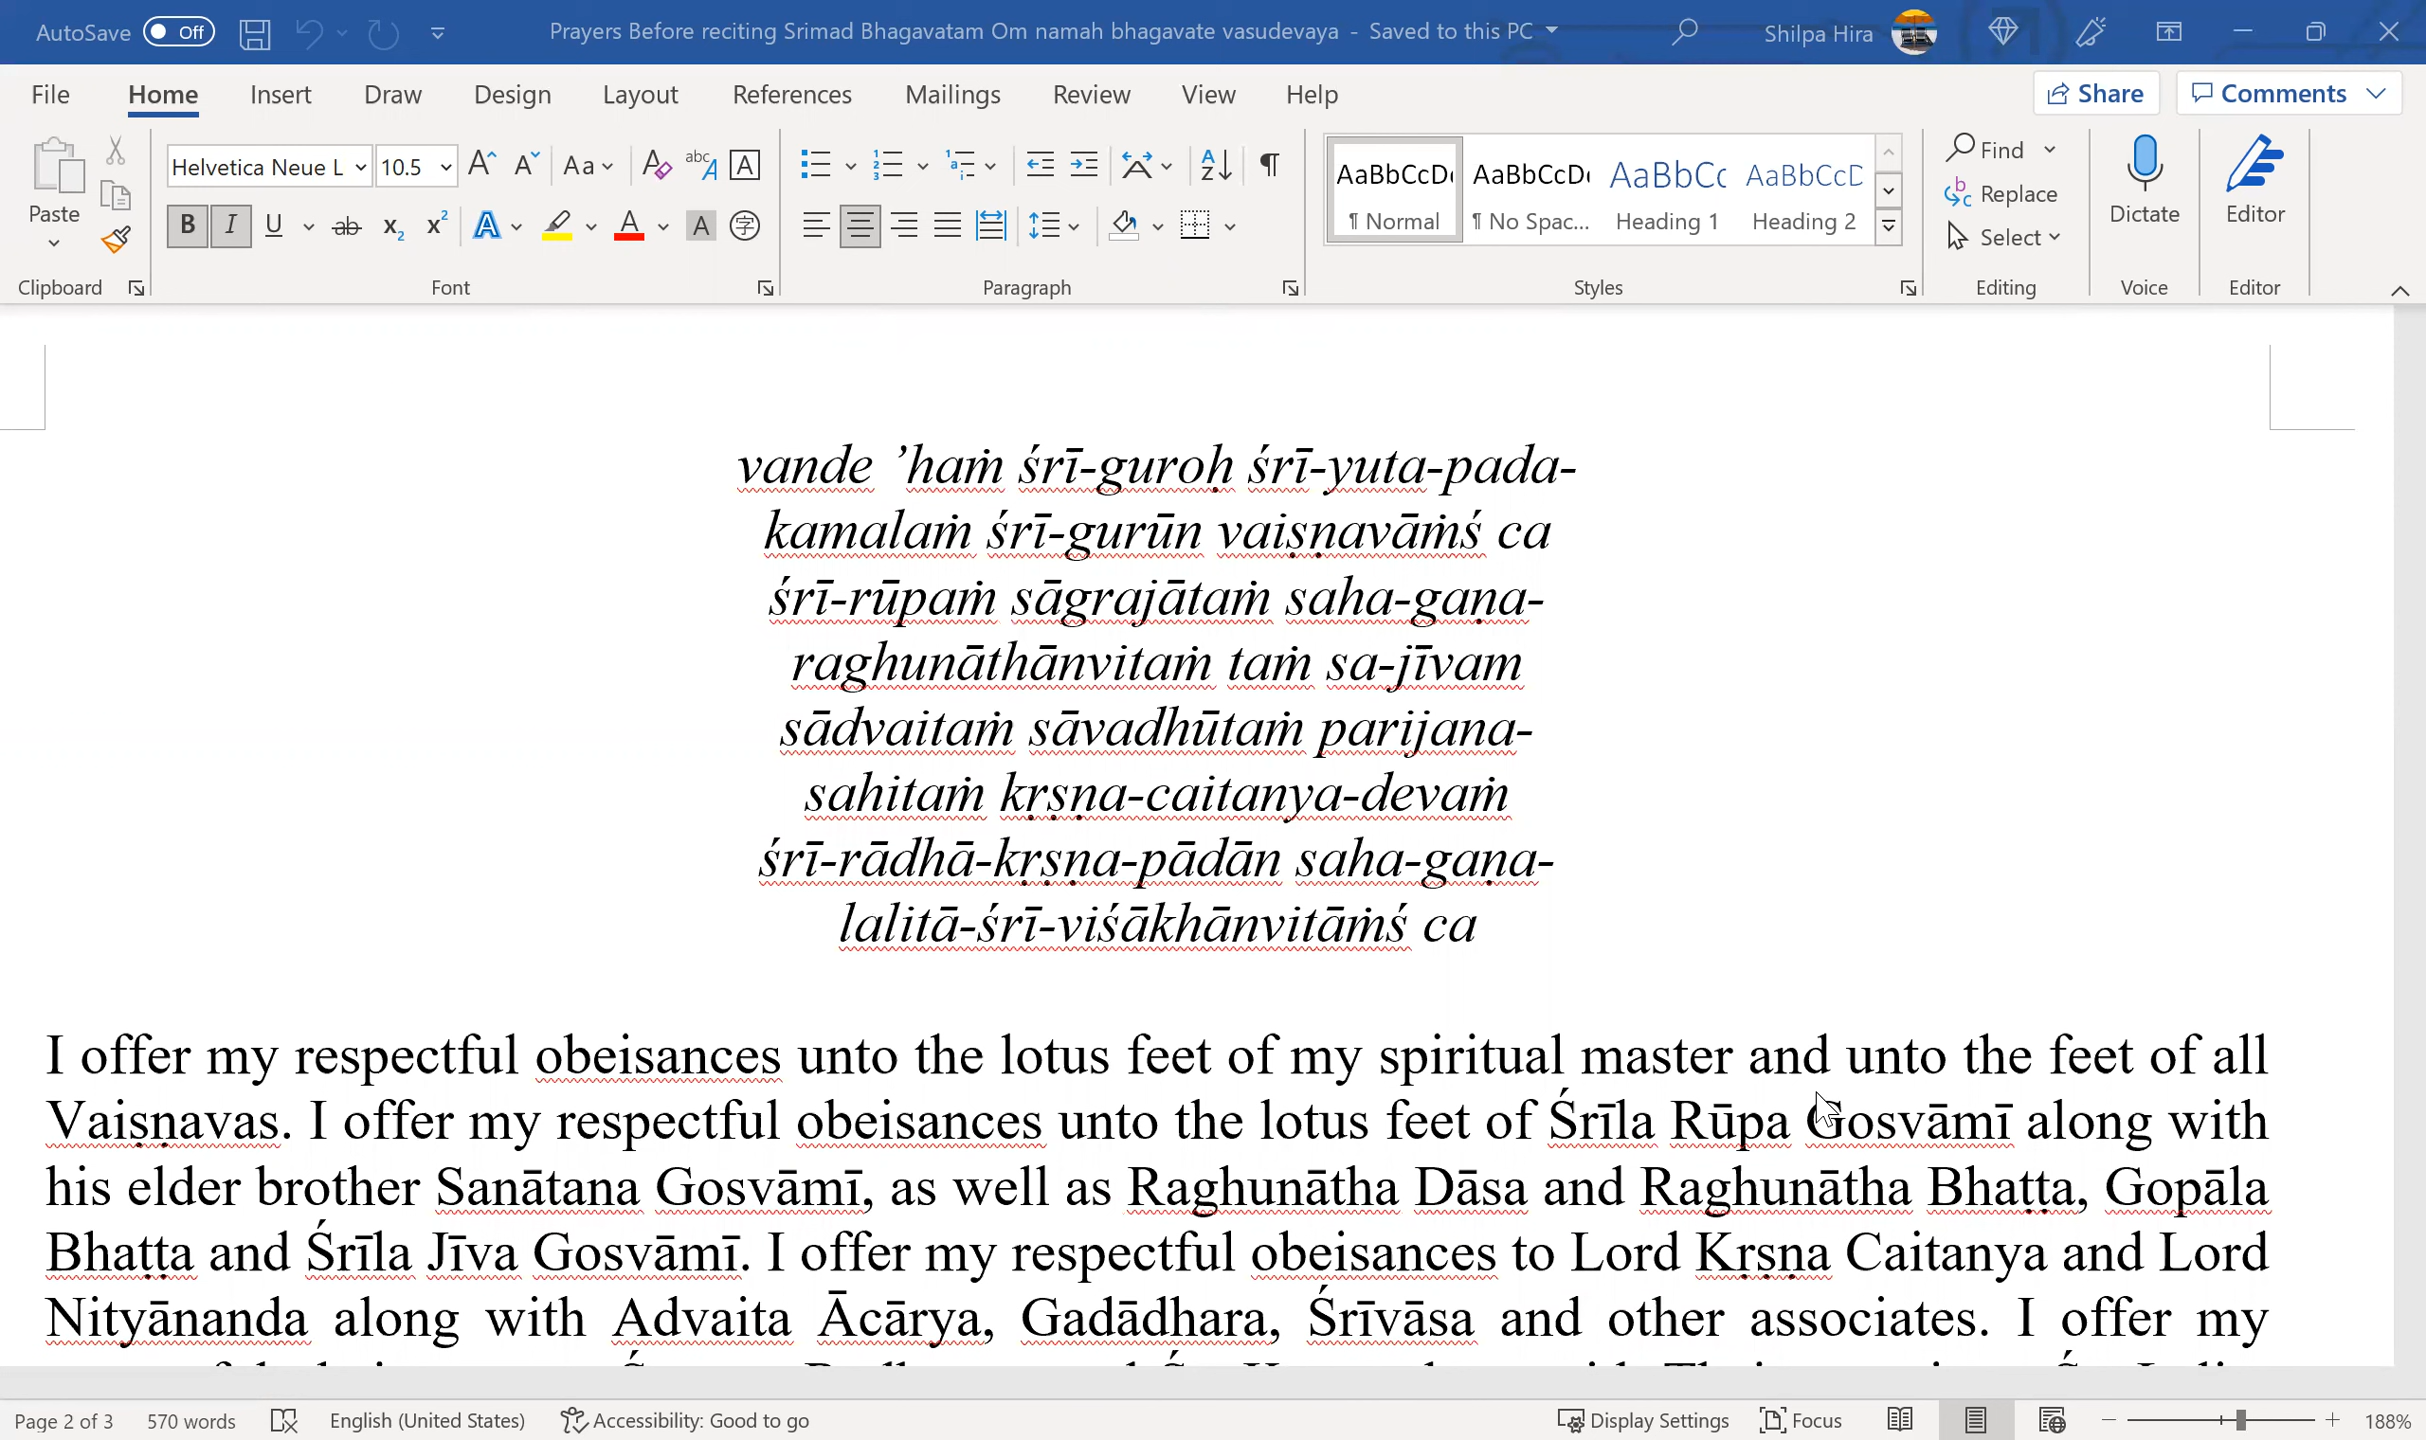 AutoSave Off Prayers Before reciting Srimad Bhagavatam Om namah bhagavate vasudevaya - Saved to this PC Shilpa Hira
File Home Insert Draw Design Layout References Mailings Review View Help Share Comments
Paste Helvetica Neue L 10.5 Aa
AaBbCcDc AaBbCcDc AaBbCc AaBbCcD
¶ Normal ¶ No Spac... Heading 1 Heading 2
Find
Replace
Select
Dictate Editor
Clipboard Font Paragraph Styles Editing Voice Editor
vande ’haṁ śrī-guroḥ śrī-yuta-pada-
kamalaṁ śrī-gurūn vaiṣṇavāṁś ca
śrī-rūpaṁ sāgrajātaṁ saha-gaṇa-
raghunāthānvitaṁ taṁ sa-jīvam
sādvaitaṁ sāvadhūtaṁ parijana-
sahitaṁ kṛṣṇa-caitanya-devaṁ
śrī-rādhā-kṛṣṇa-pādān saha-gaṇa-
lalitā-śrī-viśākhānvitāṁś ca
I offer my respectful obeisances unto the lotus feet of my spiritual master and unto the feet of all
Vaiṣṇavas. I offer my respectful obeisances unto the lotus feet of Śrīla Rūpa Gosvāmī along with
his elder brother Sanātana Gosvāmī, as well as Raghunātha Dāsa and Raghunātha Bhaṭṭa, Gopāla
Bhaṭṭa and Śrīla Jīva Gosvāmī. I offer my respectful obeisances to Lord Kṛṣṇa Caitanya and Lord
Nityānanda along with Advaita Ācārya, Gadādhara, Śrīvāsa and other associates. I offer my
Page 2 of 3 570 words English (United States) Accessibility: Good to go Display Settings Focus 188%